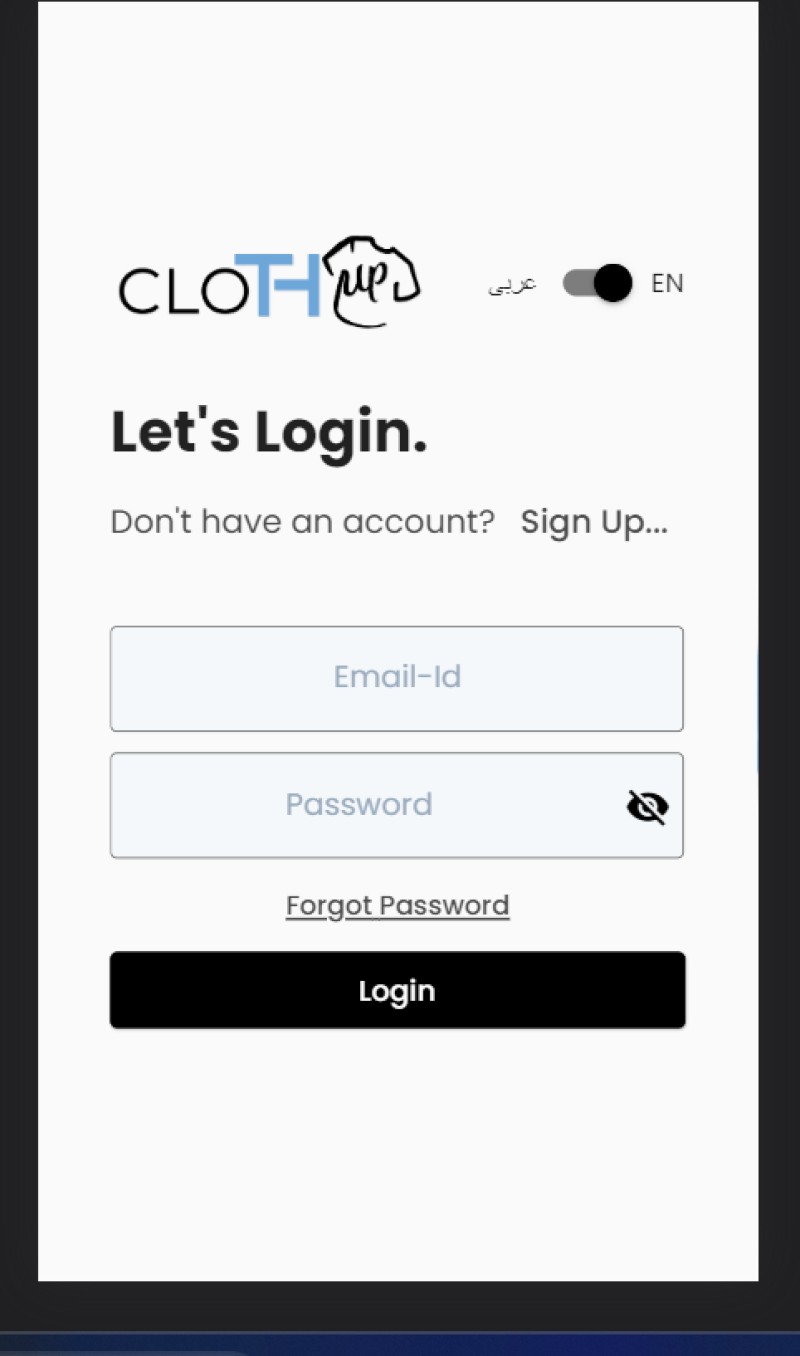 CLOTH up عربى EN
Let's Login.
Don't have an account? Sign Up...
Email-Id
Password
Forgot Password
Login